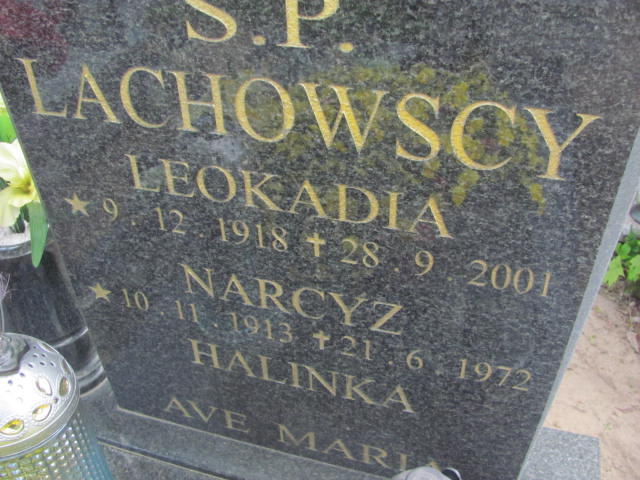 S.P.
LACHOWSCY
LEOKADIA
★ 9.12.1918 ✝ 28.9.2001
NARCYZ
★ 10.11.1913 ✝ 21.6.1972
HALINKA
AVE MARIA